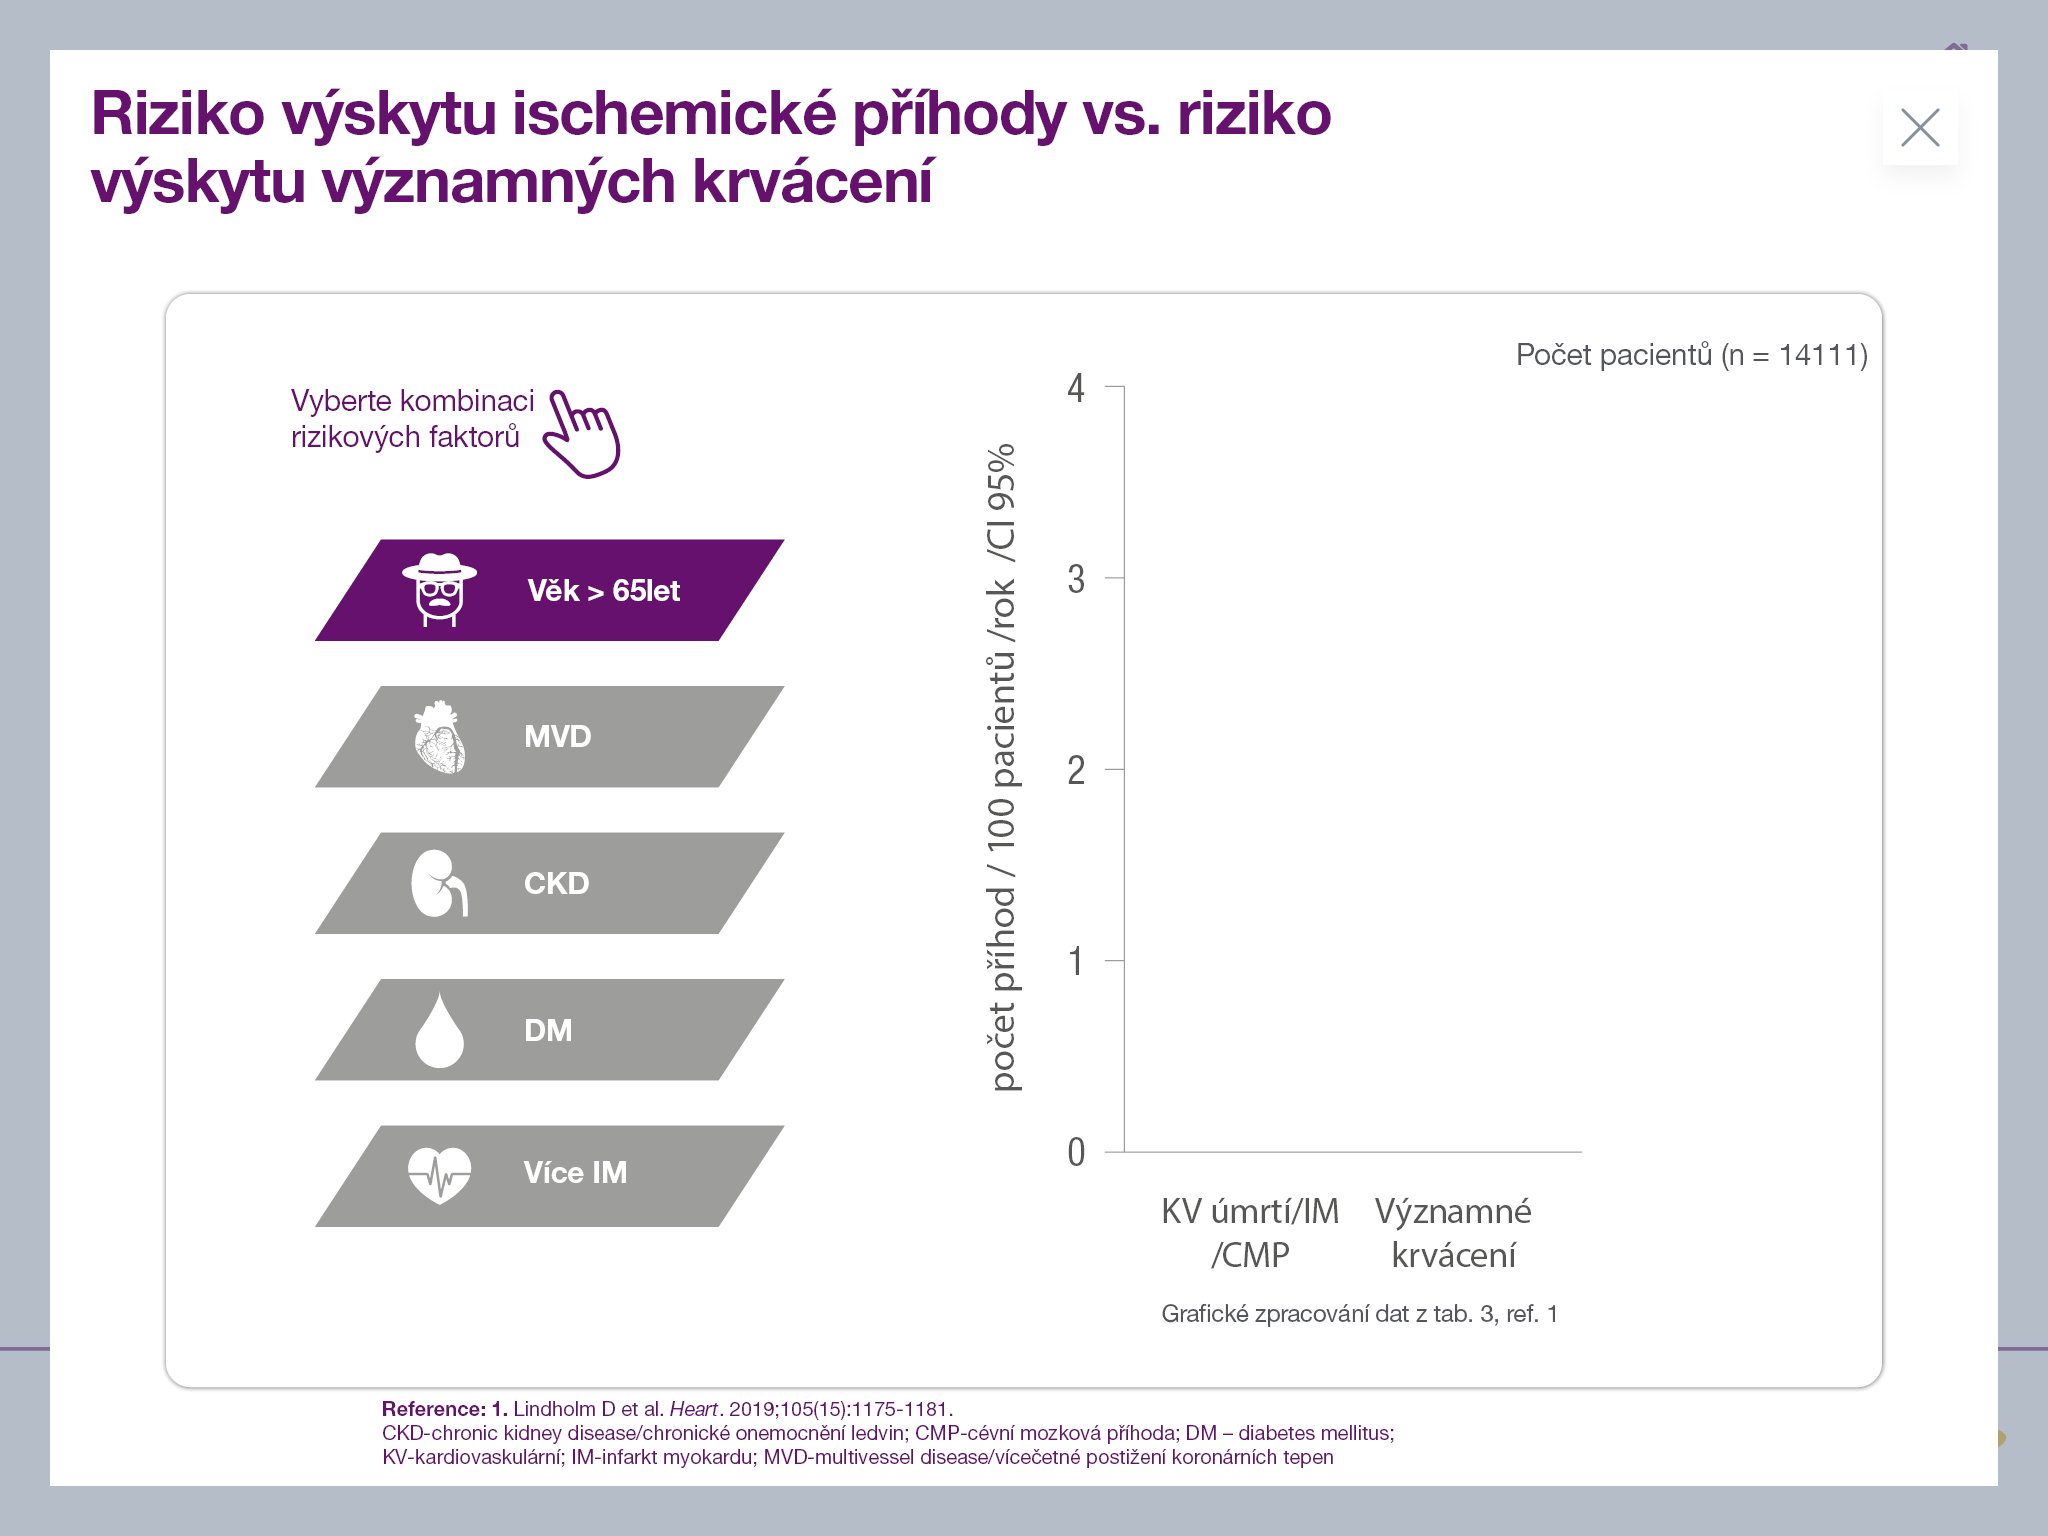 Riziko výskytu ischemické příhody vs. riziko
výskytu významných krvácení
Počet pacientů (n = 14111)
Vyberte kombinaci
rizikových faktorů
Věk > 65let
MVD
CKD
DM
Více IM
počet příhod / 100 pacientů /rok /CI 95%
4
3
2
1
0
KV úmrtí/IM
/CMP
Významné
krvácení
Grafické zpracování dat z tab. 3, ref. 1
Reference: 1. Lindholm D et al. Heart. 2019;105(15):1175-1181.
CKD-chronic kidney disease/chronické onemocnění ledvin; CMP-cévní mozková příhoda; DM – diabetes mellitus;
KV-kardiovaskulární; IM-infarkt myokardu; MVD-multivessel disease/vícečetné postižení koronárních tepen